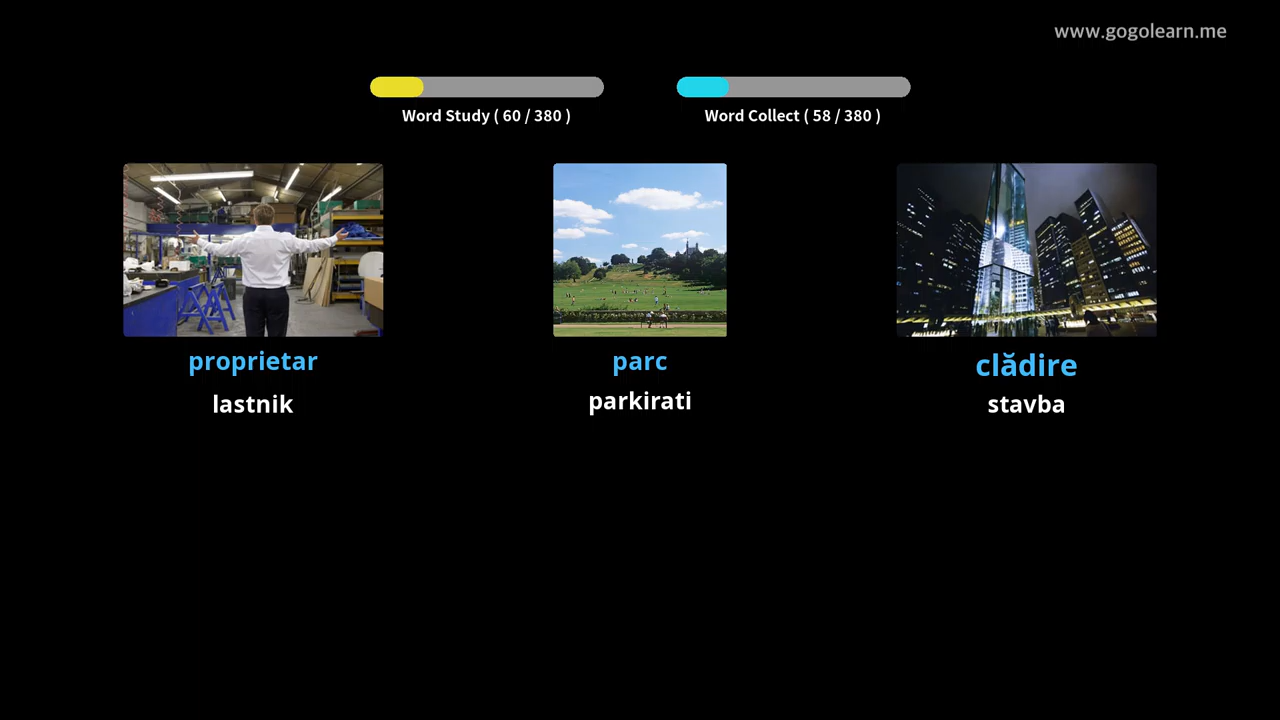 www.gogolearn.me
Word Study ( 60 / 380 )
Word Collect ( 58 / 380 )
proprietar
parc
clădire
lastnik
parkirati
stavba